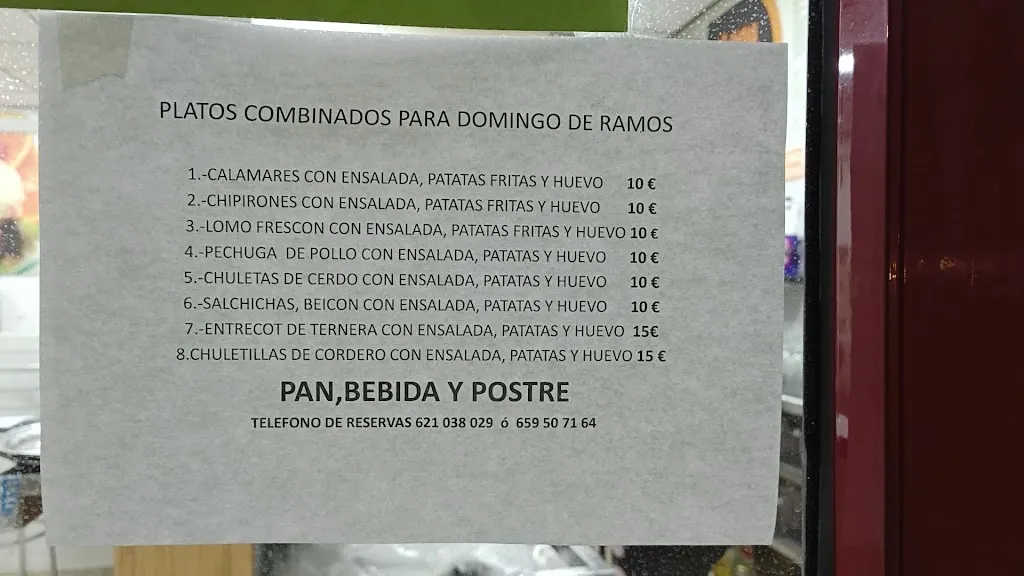 PLATOS COMBINADOS PARA DOMINGO DE RAMOS
1.-CALAMARES CON ENSALADA, PATATAS FRITAS Y HUEVO 10 €
2.-CHIPIRONES CON ENSALADA, PATATAS FRITAS Y HUEVO 10 €
3.-LOMO FRESCON CON ENSALADA, PATATAS FRITAS Y HUEVO 10 €
4.-PECHUGA DE POLLO CON ENSALADA, PATATAS Y HUEVO 10 €
5.-CHULETAS DE CERDO CON ENSALADA, PATATAS Y HUEVO 10 €
6.-SALCHICHAS, BEICON CON ENSALADA, PATATAS Y HUEVO 10 €
7.-ENTRECOT DE TERNERA CON ENSALADA, PATATAS Y HUEVO 15€
8.CHULETILLAS DE CORDERO CON ENSALADA, PATATAS Y HUEVO 15 €
PAN,BEBIDA Y POSTRE
TELEFONO DE RESERVAS 621 038 029 ó 659 50 71 64